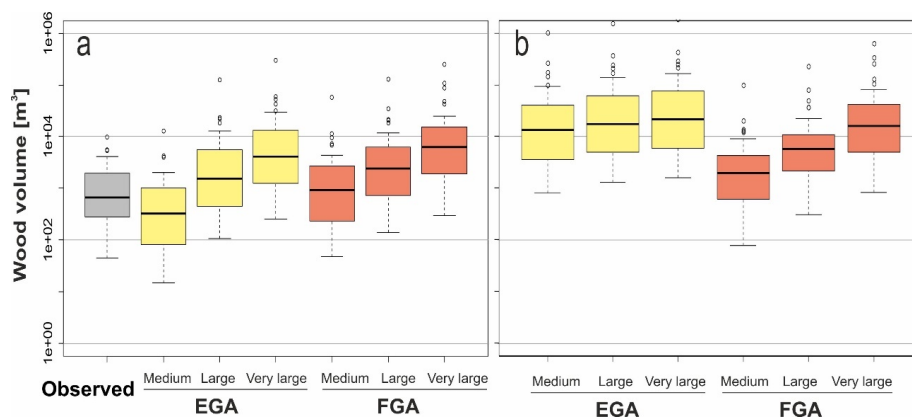 a
b
Wood volume [m³]
1e+06
1e+04
1e+02
1e+00
Observed
Medium Large Very large
EGA
Medium Large Very large
FGA
Medium Large Very large
EGA
Medium Large Very large
FGA